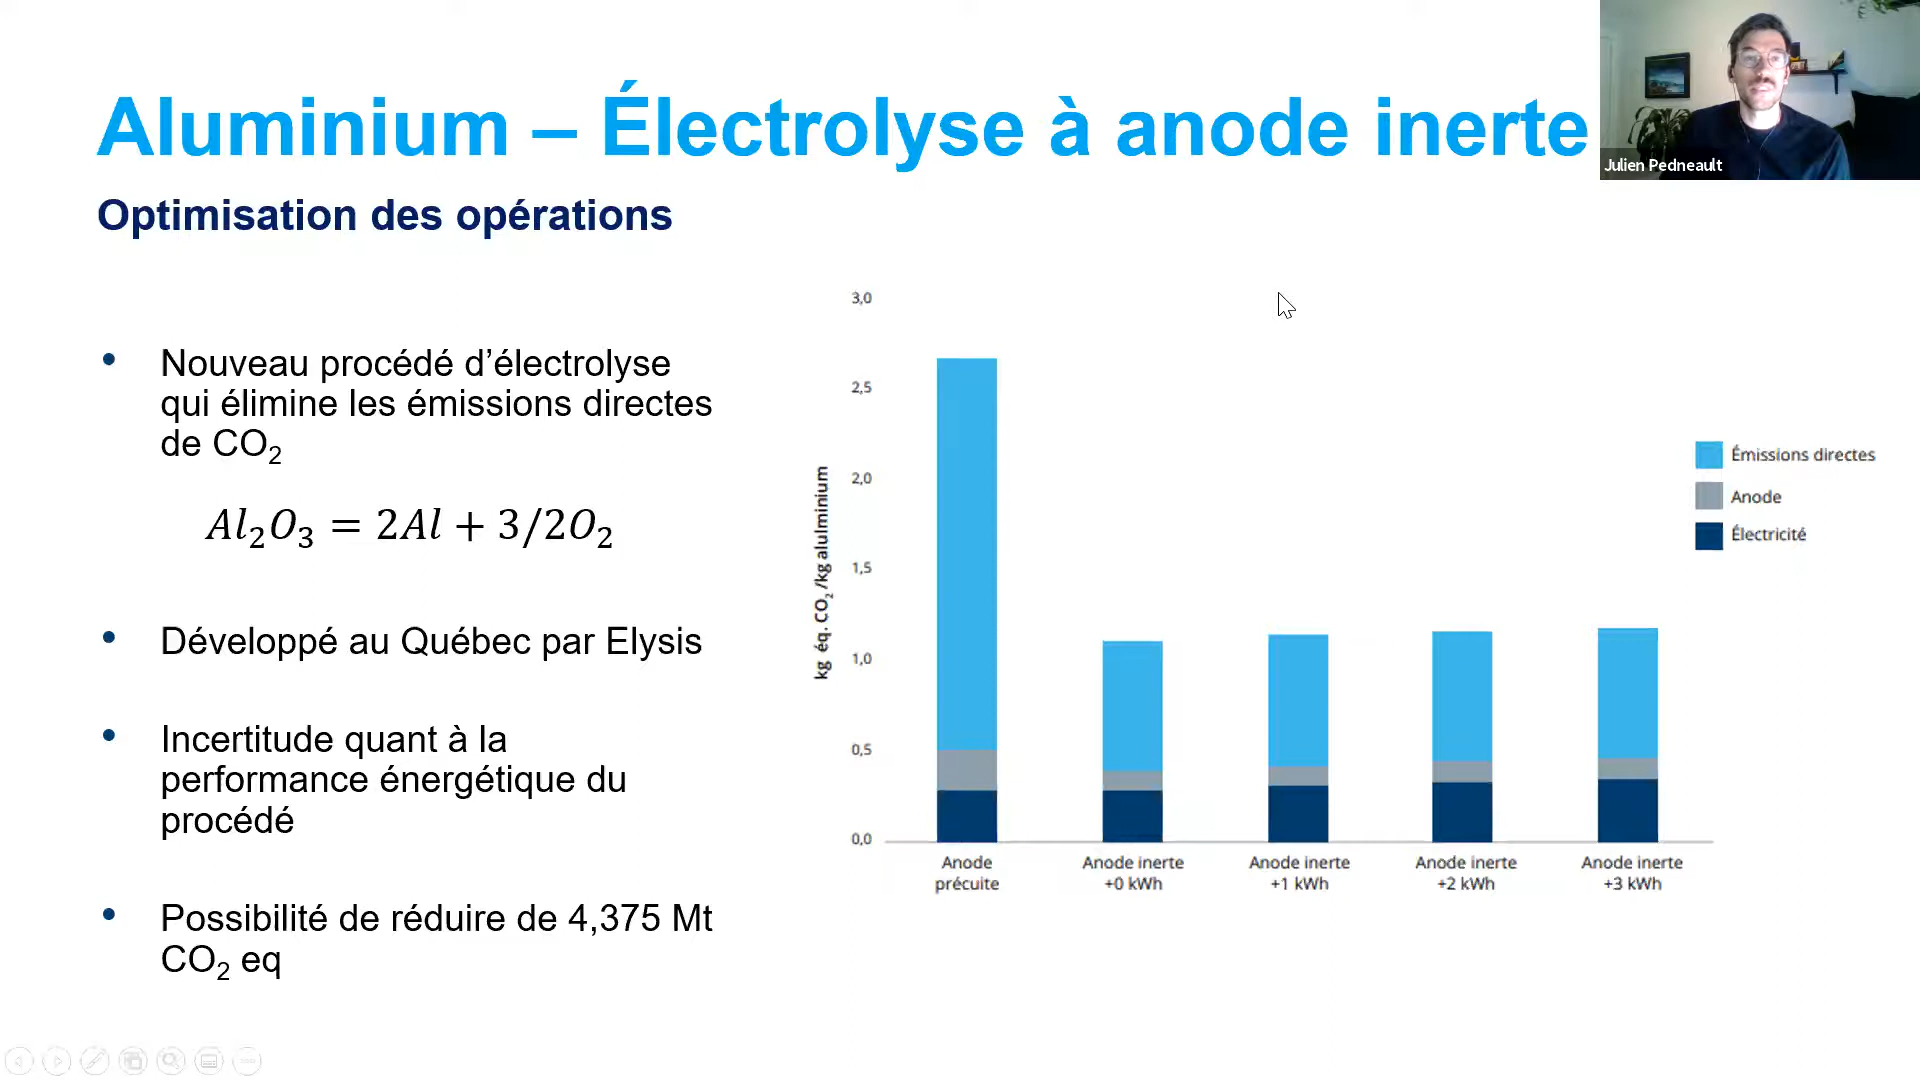 Aluminium – Électrolyse à anode inerte
Julien Pedneault
Optimisation des opérations
• Nouveau procédé d’électrolyse
qui élimine les émissions directes
de CO₂
Al₂O₃ = 2Al + 3/2O₂
• Développé au Québec par Elysis
• Incertitude quant à la
performance énergétique du
procédé
• Possibilité de réduire de 4,375 Mt
CO₂ eq
kg éq. CO₂ /kg alulminium
3,0
2,5
2,0
1,5
1,0
0,5
0,0
Anode
précuite
Anode inerte
+0 kWh
Anode inerte
+1 kWh
Anode inerte
+2 kWh
Anode inerte
+3 kWh
Émissions directes
Anode
Électricité